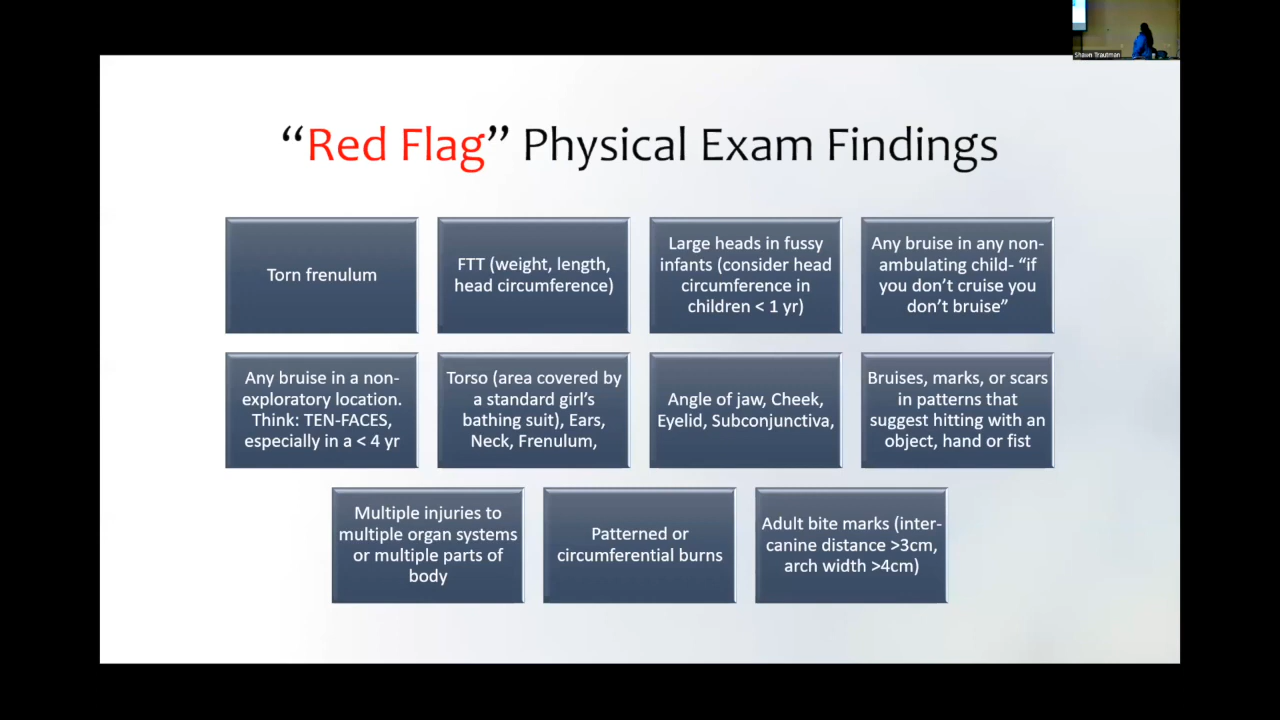 Shawn Trautman
“Red Flag” Physical Exam Findings
Torn frenulum
FTT (weight, length,
head circumference)
Large heads in fussy
infants (consider head
circumference in
children < 1 yr)
Any bruise in any non-
ambulating child- “if
you don’t cruise you
don’t bruise”
Any bruise in a non-
exploratory location.
Think: TEN-FACES,
especially in a < 4 yr
Torso (area covered by
a standard girl’s
bathing suit), Ears,
Neck, Frenulum,
Angle of jaw, Cheek,
Eyelid, Subconjunctiva,
Bruises, marks, or scars
in patterns that
suggest hitting with an
object, hand or fist
Multiple injuries to
multiple organ systems
or multiple parts of
body
Patterned or
circumferential burns
Adult bite marks (inter-
canine distance >3cm,
arch width >4cm)